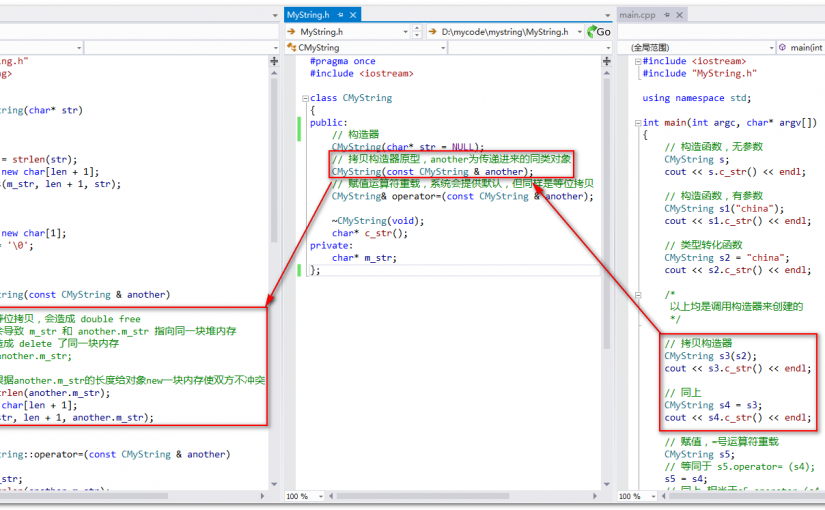 ing.h"
g>
ring(char* str)
= strlen(str);
new char[len + 1];
(m_str, len + 1, str);
new char[1];
= '\0';
ring(const CMyString & another)
等位拷贝，会造成 double free
会导致 m_str 和 another.m_str 指向同一块堆内存
造成 delete 了同一块内存
another.m_str;
根据another.m_str的长度给对象new一块内存使双方不冲突
trlen(another.m_str);
char[len + 1];
str, len + 1, another.m_str);
string::operator=(const CMyString & another)
_str;
MyString.h
MyString.h
D:\mycode\mystring\MyString.h
Go
CMyString
#pragma once
#include <iostream>
class CMyString
{
public:
// 构造器
CMyString(char* str = NULL);
// 拷贝构造器原型，another为传递进来的同类对象
CMyString(const CMyString & another);
// 赋值运算符重载，系统会提供默认，但同样是等位拷贝
CMyString& operator=(const CMyString & another);
~CMyString(void);
char* c_str();
private:
char* m_str;
};
100 %
main.cpp
(全局范围)
main(int
#include <iostream>
#include "MyString.h"
using namespace std;
int main(int argc, char* argv[])
{
// 构造函数，无参数
CMyString s;
cout << s.c_str() << endl;
// 构造函数，有参数
CMyString s1("china");
cout << s1.c_str() << endl;
// 类型转化函数
CMyString s2 = "china";
cout << s2.c_str() << endl;
/*
以上均是调用构造器来创建的
*/
// 拷贝构造器
CMyString s3(s2);
cout << s3.c_str() << endl;
// 同上
CMyString s4 = s3;
cout << s4.c_str() << endl;
// 赋值，=号运算符重载
CMyString s5;
// 等同于 s5.operator= (s4);
s5 = s4;
100 %